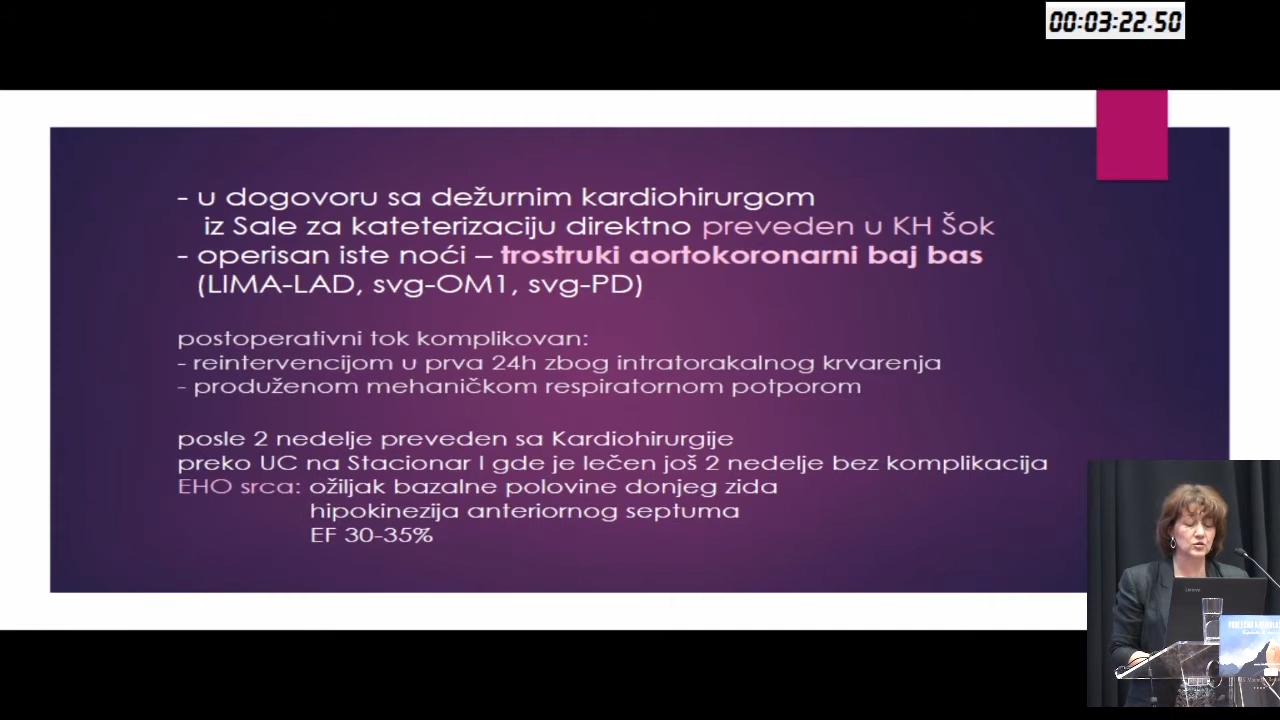 00:03:22.50
- u dogovoru sa dežurnim kardiohirurgom
iz Sale za kateterizaciju direktno preveden u KH Šok
- operisan iste noći – trostruki aortokoronarni baj bas
(LIMA-LAD, svg-OM1, svg-PD)
postoperativni tok komplikovan:
- reintervencijom u prva 24h zbog intratorakalnog krvarenja
- produženom mehaničkom respiratornom potporom
posle 2 nedelje preveden sa Kardiohirurgije
preko UC na Stacionar I gde je lečen još 2 nedelje bez komplikacija
EHO srca: ožiljak bazalne polovine donjeg zida
hipokinezija anteriornog septuma
EF 30-35%
Lenovo